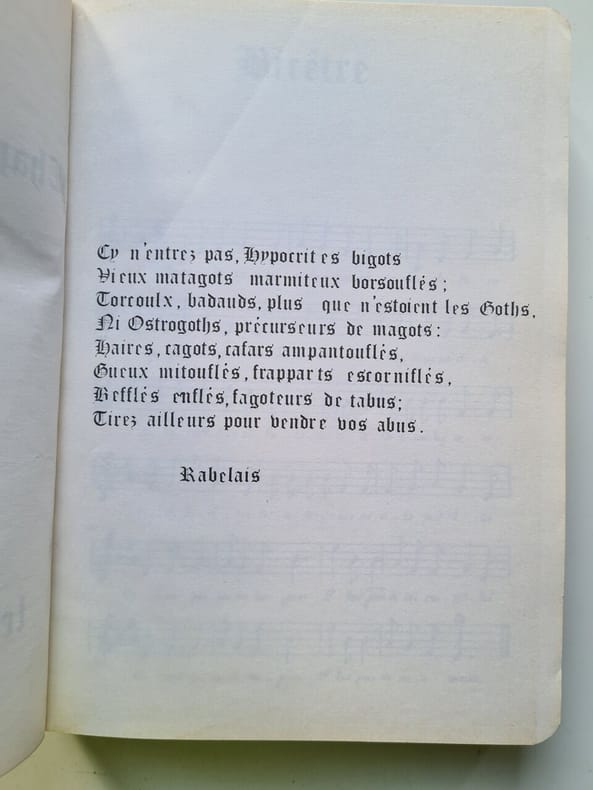 Cy n'entrez pas, Hypocrites bigots
Vieux matagots marmiteux borsouflés ;
Torcoulx, badauds, plus que n'estoient les Goths,
Ni Ostrogoths, précurseurs de magots :
Haires, cagots, cafars ampantouflés,
Gueux mitouflés, frapparts escorniflés,
Befflés enflés, fagoteurs de tabus;
Tirez ailleurs pour vendre vos abus.
Rabelais